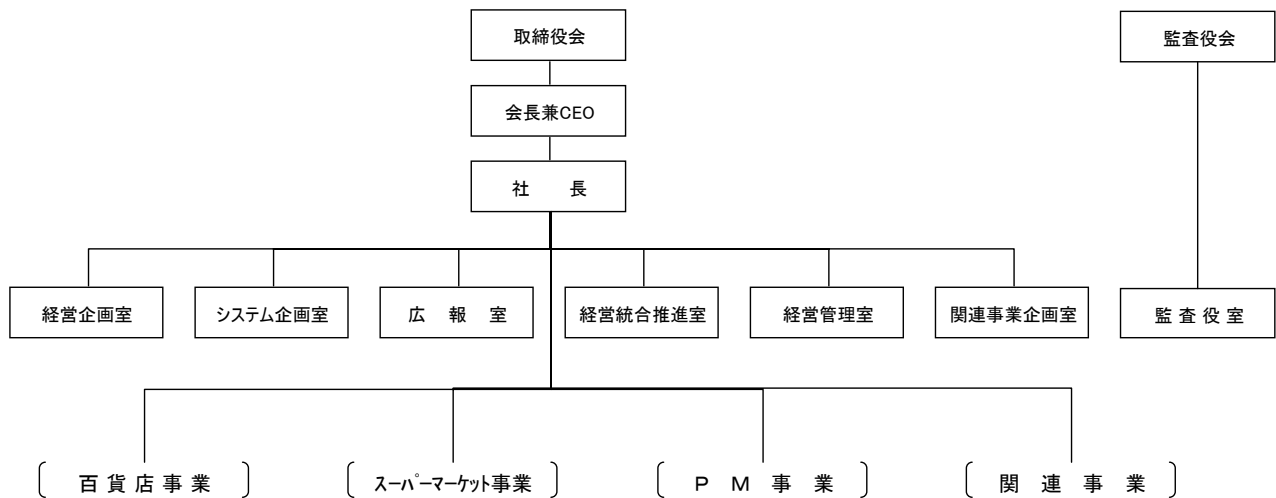 取締役会
監査役会
会長兼CEO
社　長
経営企画室
システム企画室
広　報　室
経営統合推進室
経営管理室
関連事業企画室
監 査 役 室
百 貨 店 事 業
スーパーマーケット事業
Ｐ　Ｍ　事　業
関　連　事　業